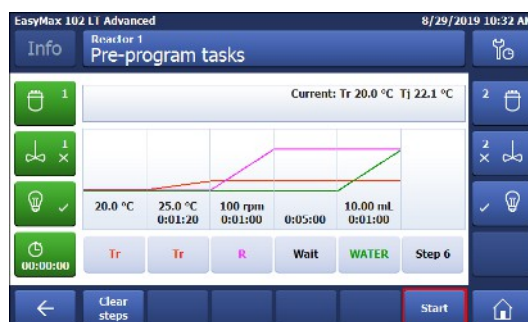 EasyMax 102 LT Advanced 8/29/2019 10:32 AM
Info
Reactor 1
Pre-program tasks
1
Current: Tr 20.0 °C Tj 22.1 °C
2
1
2
20.0 °C 25.0 °C 100 rpm 10.00 mL
0:01:20 0:01:00 0:05:00 0:01:00
00:00:00
Tr Tr R Wait WATER Step 6
Clear
steps
Start